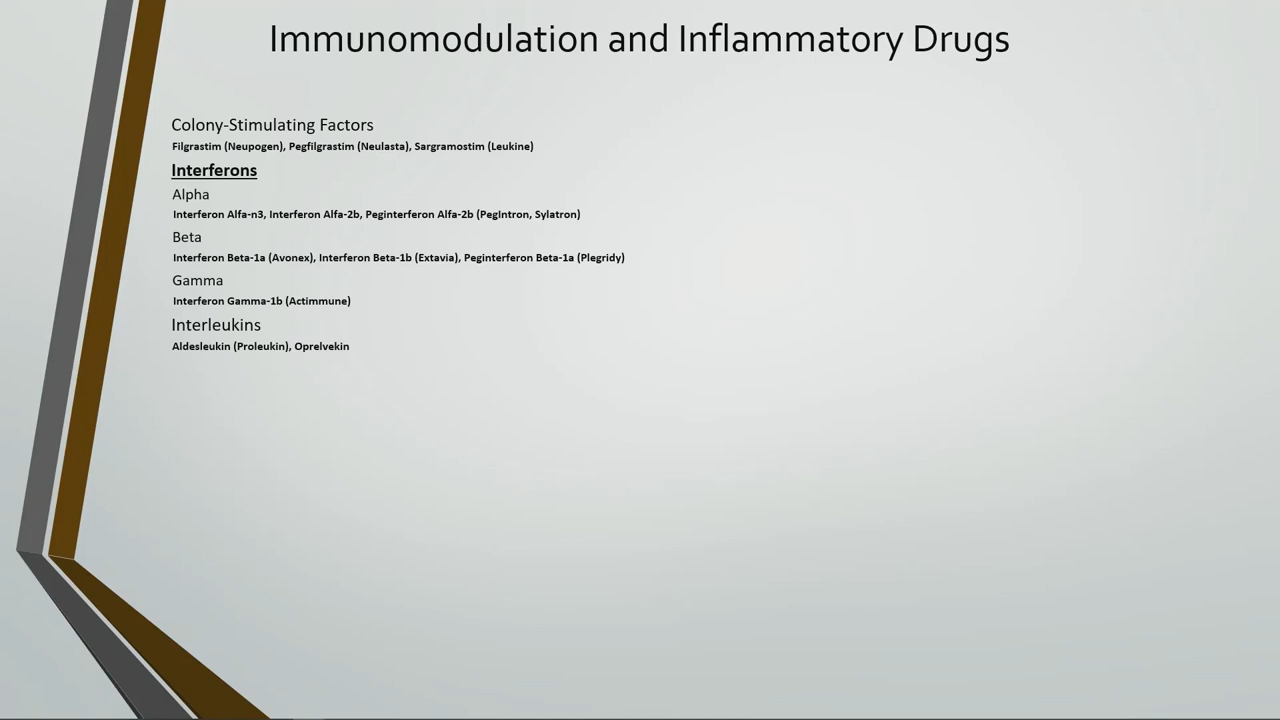 Immunomodulation and Inflammatory Drugs
Colony-Stimulating Factors
Filgrastim (Neupogen), Pegfilgrastim (Neulasta), Sargramostim (Leukine)
Interferons
Alpha
Interferon Alfa-n3, Interferon Alfa-2b, Peginterferon Alfa-2b (PegIntron, Sylatron)
Beta
Interferon Beta-1a (Avonex), Interferon Beta-1b (Extavia), Peginterferon Beta-1a (Plegridy)
Gamma
Interferon Gamma-1b (Actimmune)
Interleukins
Aldesleukin (Proleukin), Oprelvekin